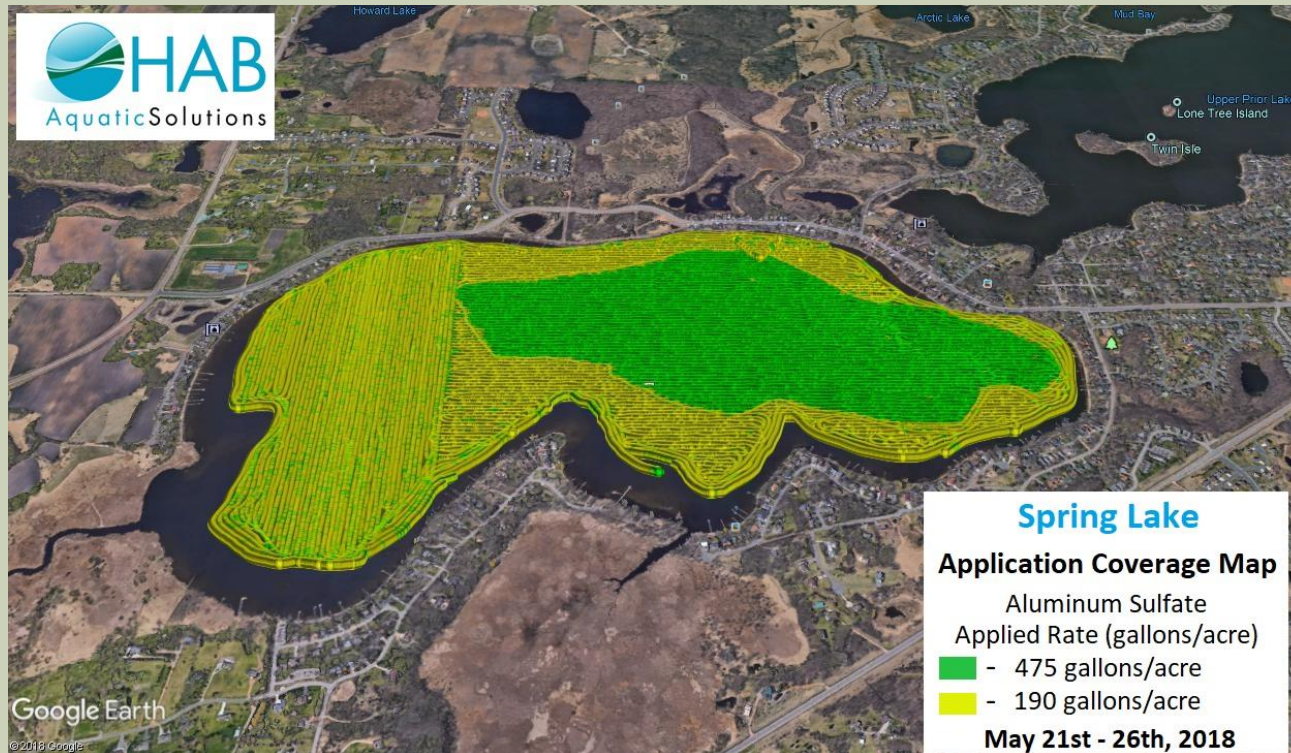 HAB
AquaticSolutions
Howard Lake
Arctic Lake
Mud Bay
Upper Prior Lake
Lone Tree Island
Twin Isle
Spring Lake
Application Coverage Map
Aluminum Sulfate
Applied Rate (gallons/acre)
- 475 gallons/acre
- 190 gallons/acre
May 21st - 26th, 2018
Google Earth
©2018 Google